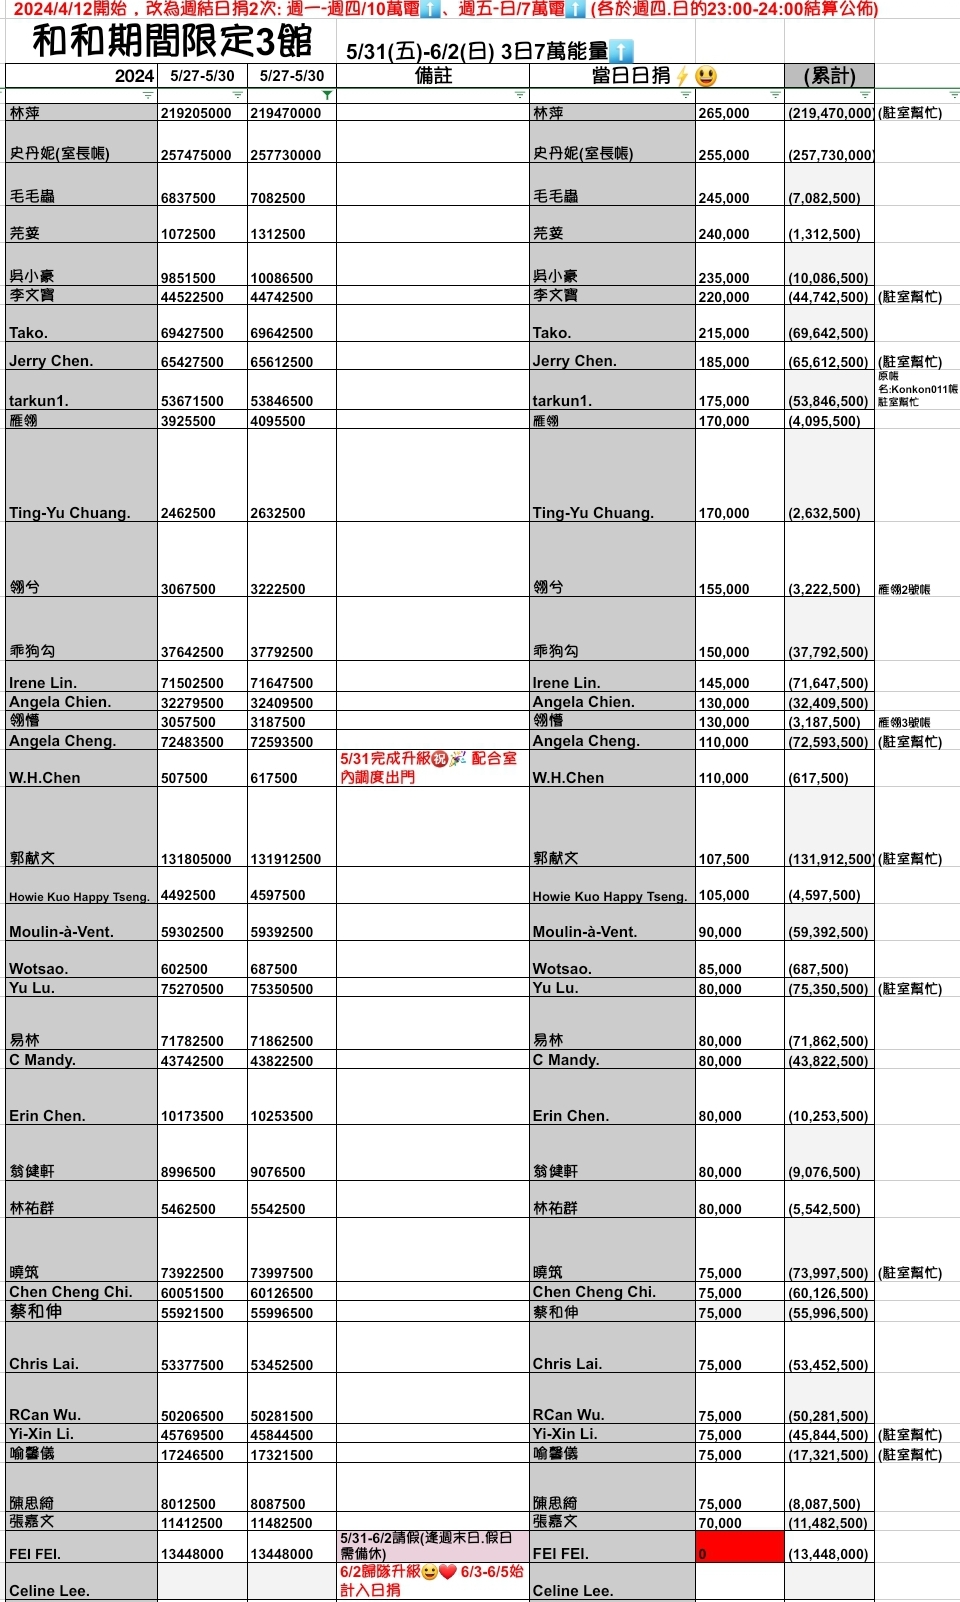 2024/4/12開始，改為週結日捐2次: 週一-週四/10萬電⬆️、週五-日/7萬電⬆️ (各於週四.日的23:00-24:00結算公佈)
和和期間限定3館 5/31(五)-6/2(日) 3日7萬能量⬆️
2024 5/27-5/30 5/27-5/30 備註 當日日捐⚡😃 (累計)
林萍 219205000 219470000 林萍 265,000 (219,470,000) (駐室幫忙)
史丹妮(室長帳) 257475000 257730000 史丹妮(室長帳) 255,000 (257,730,000)
毛毛蟲 6837500 7082500 毛毛蟲 245,000 (7,082,500)
芫荽 1072500 1312500 芫荽 240,000 (1,312,500)
吳小豪 9851500 10086500 吳小豪 235,000 (10,086,500)
李文寶 44522500 44742500 李文寶 220,000 (44,742,500) (駐室幫忙)
Tako. 69427500 69642500 Tako. 215,000 (69,642,500)
Jerry Chen. 65427500 65612500 Jerry Chen. 185,000 (65,612,500) (駐室幫忙)
tarkun1. 53671500 53846500 tarkun1. 175,000 (53,846,500) 原帳
名:Konkon011帳
駐室幫忙
雁翎 3925500 4095500 雁翎 170,000 (4,095,500)
Ting-Yu Chuang. 2462500 2632500 Ting-Yu Chuang. 170,000 (2,632,500)
翎兮 3067500 3222500 翎兮 155,000 (3,222,500) 雁翎2號帳
乖狗勾 37642500 37792500 乖狗勾 150,000 (37,792,500)
Irene Lin. 71502500 71647500 Irene Lin. 145,000 (71,647,500)
Angela Chien. 32279500 32409500 Angela Chien. 130,000 (32,409,500)
翎懵 3057500 3187500 翎懵 130,000 (3,187,500) 雁翎3號帳
Angela Cheng. 72483500 72593500 Angela Cheng. 110,000 (72,593,500) (駐室幫忙)
W.H.Chen 507500 617500 5/31完成升級㊗️🎉 配合室
內調度出門 W.H.Chen 110,000 (617,500)
郭献文 131805000 131912500 郭献文 107,500 (131,912,500) (駐室幫忙)
Howie Kuo Happy Tseng. 4492500 4597500 Howie Kuo Happy Tseng. 105,000 (4,597,500)
Moulin-à-Vent. 59302500 59392500 Moulin-à-Vent. 90,000 (59,392,500)
Wotsao. 602500 687500 Wotsao. 85,000 (687,500)
Yu Lu. 75270500 75350500 Yu Lu. 80,000 (75,350,500) (駐室幫忙)
易林 71782500 71862500 易林 80,000 (71,862,500)
C Mandy. 43742500 43822500 C Mandy. 80,000 (43,822,500)
Erin Chen. 10173500 10253500 Erin Chen. 80,000 (10,253,500)
翁健軒 8996500 9076500 翁健軒 80,000 (9,076,500)
林祐群 5462500 5542500 林祐群 80,000 (5,542,500)
曉筑 73922500 73997500 曉筑 75,000 (73,997,500) (駐室幫忙)
Chen Cheng Chi. 60051500 60126500 Chen Cheng Chi. 75,000 (60,126,500)
蔡和伸 55921500 55996500 蔡和伸 75,000 (55,996,500)
Chris Lai. 53377500 53452500 Chris Lai. 75,000 (53,452,500)
RCan Wu. 50206500 50281500 RCan Wu. 75,000 (50,281,500)
Yi-Xin Li. 45769500 45844500 Yi-Xin Li. 75,000 (45,844,500) (駐室幫忙)
喻馨儀 17246500 17321500 喻馨儀 75,000 (17,321,500) (駐室幫忙)
陳思綺 8012500 8087500 陳思綺 75,000 (8,087,500)
張嘉文 11412500 11482500 張嘉文 70,000 (11,482,500)
FEI FEI. 13448000 13448000 5/31-6/2請假(逢週末日.假日
需備休) FEI FEI. 0 (13,448,000)
Celine Lee. 6/2歸隊升級😆❤️ 6/3-6/5始
計入日捐 Celine Lee.